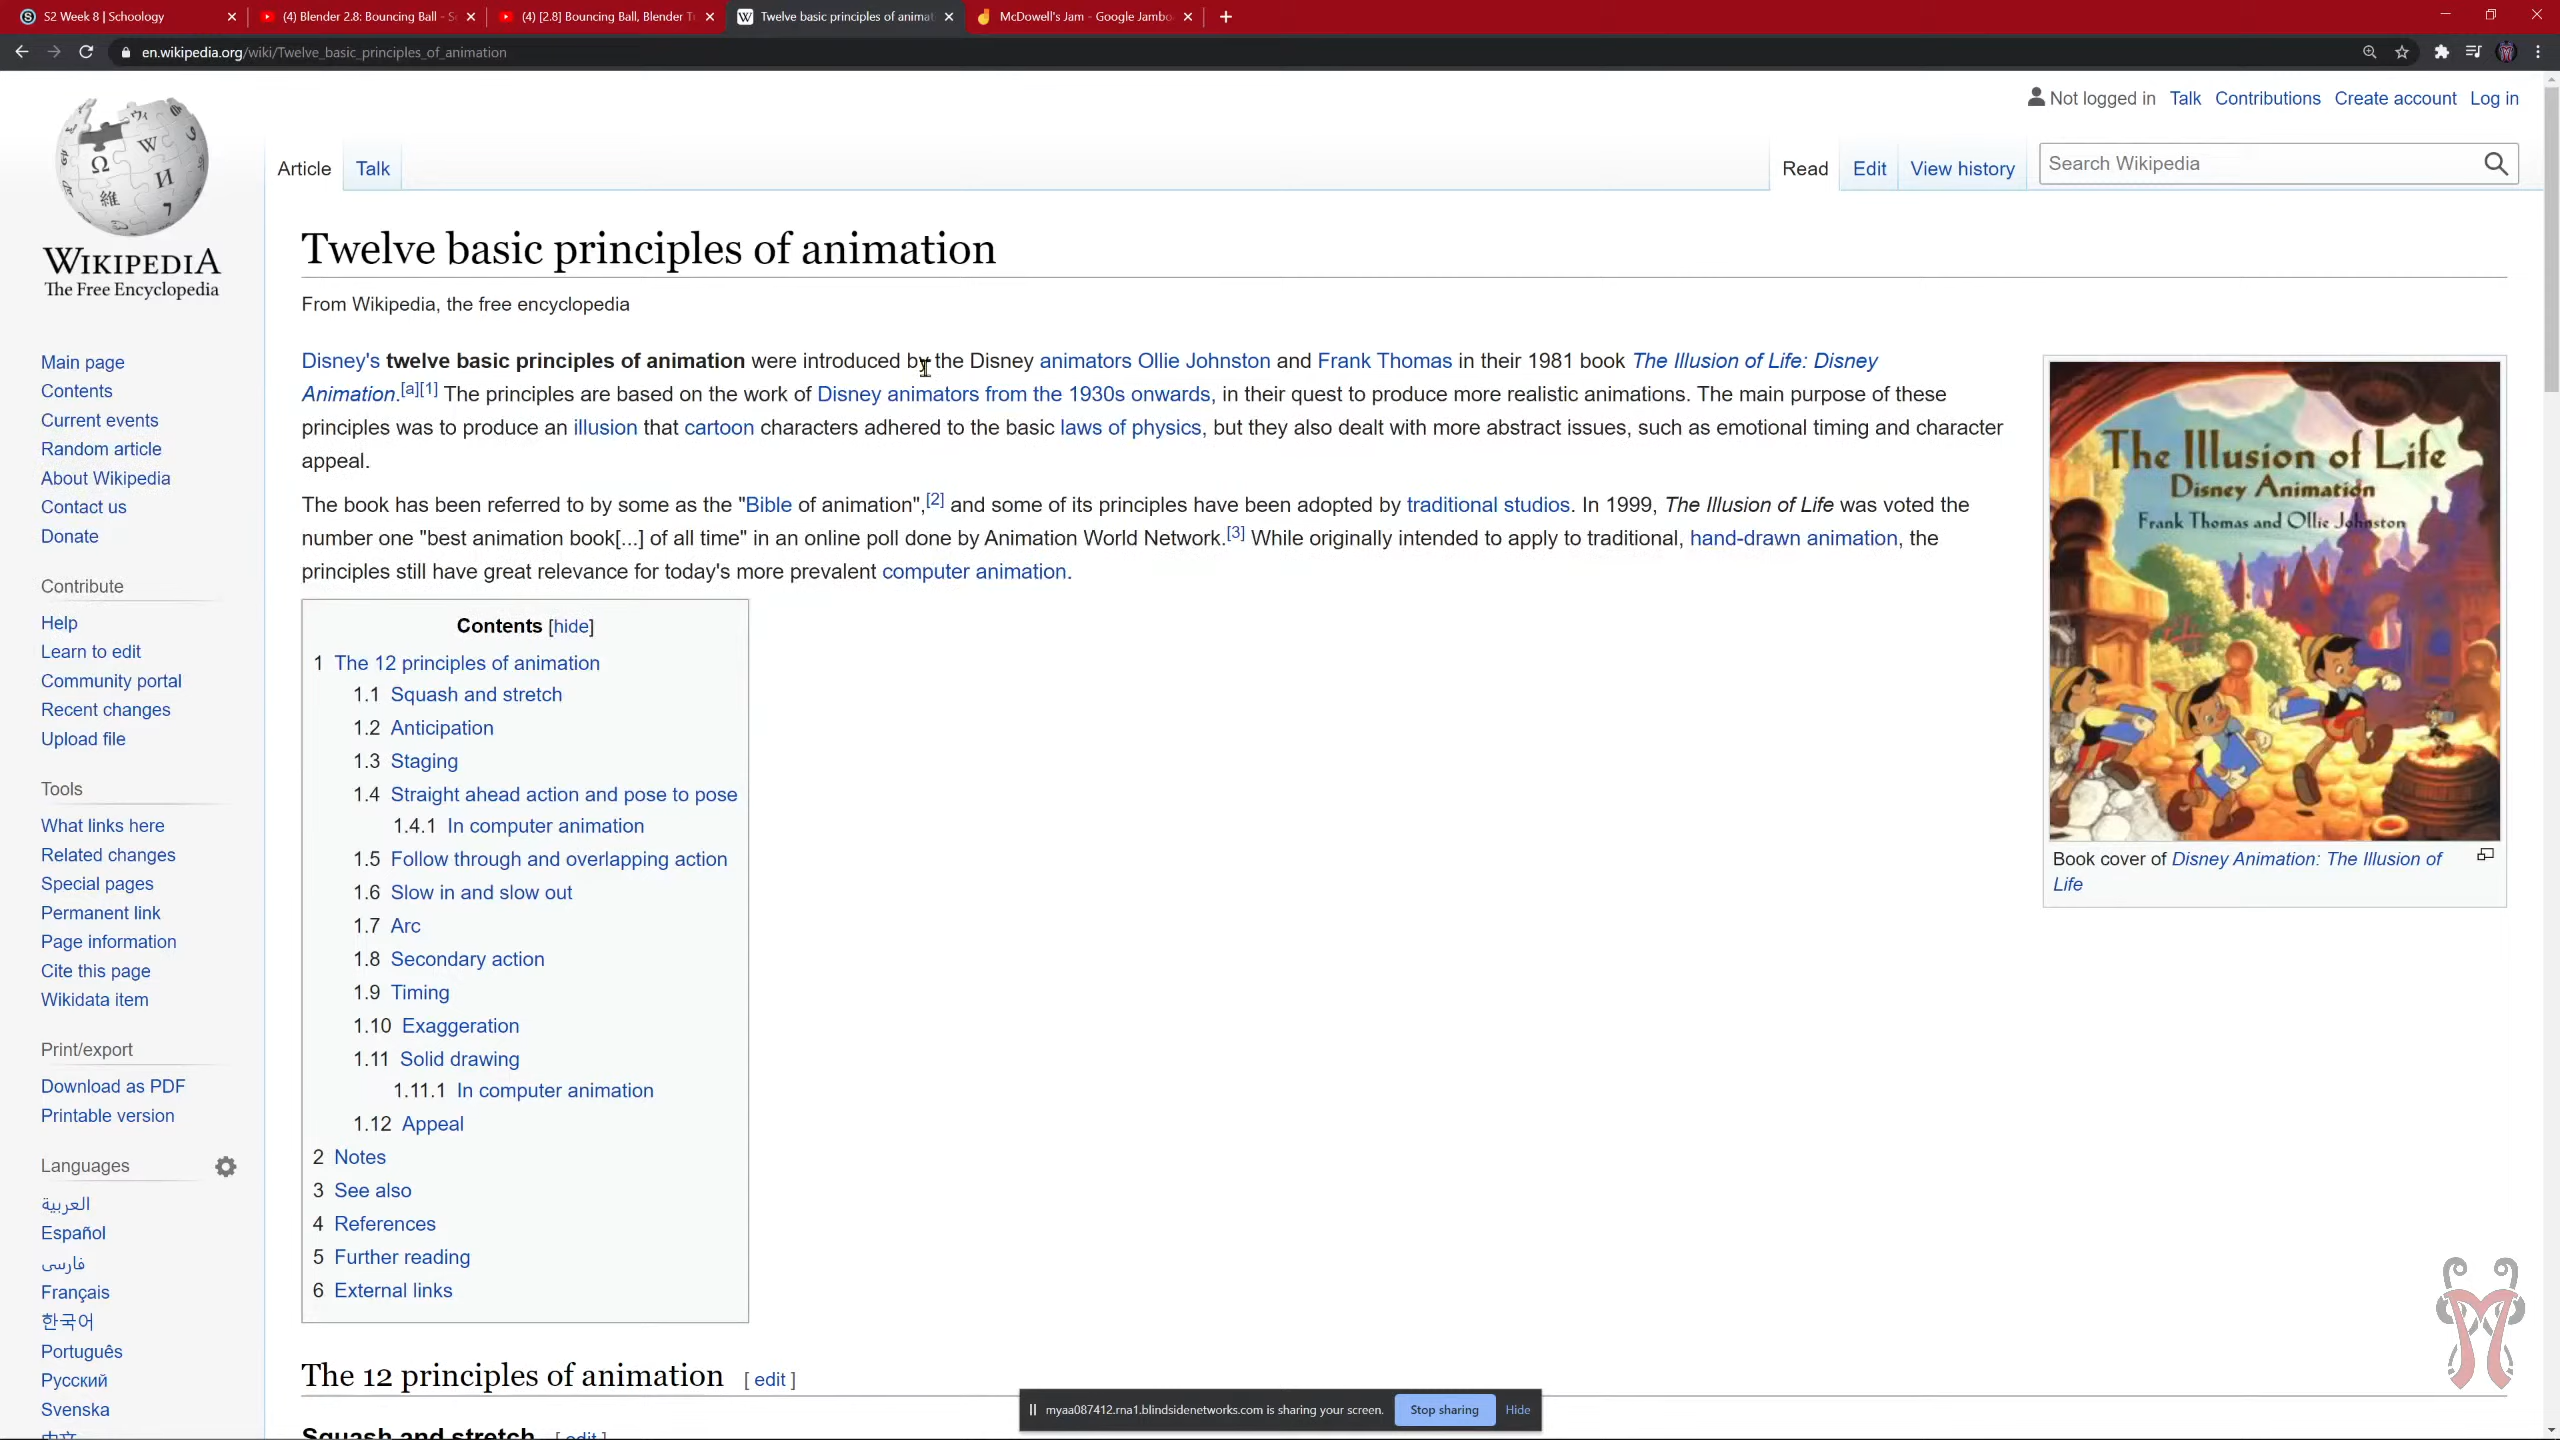 S2 Week 8 | Schoology
(4) Blender 2.8: Bouncing Ball - S
(4) [2.8] Bouncing Ball, Blender T
Twelve basic principles of animat
McDowell's Jam - Google Jambo
en.wikipedia.org/wiki/Twelve_basic_principles_of_animation
Not logged in Talk Contributions Create account Log in
Article Talk
Read Edit View history
Search Wikipedia
WIKIPEDIA
The Free Encyclopedia
Main page
Contents
Current events
Random article
About Wikipedia
Contact us
Donate
Contribute
Help
Learn to edit
Community portal
Recent changes
Upload file
Tools
What links here
Related changes
Special pages
Permanent link
Page information
Cite this page
Wikidata item
Print/export
Download as PDF
Printable version
Languages
العربية
Español
فارسی
Français
한국어
Português
Русский
Svenska
中文
Twelve basic principles of animation
From Wikipedia, the free encyclopedia
Disney's twelve basic principles of animation were introduced by the Disney animators Ollie Johnston and Frank Thomas in their 1981 book The Illusion of Life: Disney
Animation.[a][1] The principles are based on the work of Disney animators from the 1930s onwards, in their quest to produce more realistic animations. The main purpose of these
principles was to produce an illusion that cartoon characters adhered to the basic laws of physics, but they also dealt with more abstract issues, such as emotional timing and character
appeal.
The book has been referred to by some as the "Bible of animation",[2] and some of its principles have been adopted by traditional studios. In 1999, The Illusion of Life was voted the
number one "best animation book[...] of all time" in an online poll done by Animation World Network.[3] While originally intended to apply to traditional, hand-drawn animation, the
principles still have great relevance for today's more prevalent computer animation.
Contents [hide]
1 The 12 principles of animation
1.1 Squash and stretch
1.2 Anticipation
1.3 Staging
1.4 Straight ahead action and pose to pose
1.4.1 In computer animation
1.5 Follow through and overlapping action
1.6 Slow in and slow out
1.7 Arc
1.8 Secondary action
1.9 Timing
1.10 Exaggeration
1.11 Solid drawing
1.11.1 In computer animation
1.12 Appeal
2 Notes
3 See also
4 References
5 Further reading
6 External links
The Illusion of Life
Disney Animation
Frank Thomas and Ollie Johnston
Book cover of Disney Animation: The Illusion of
Life
The 12 principles of animation [ edit ]
Squash and stretch [ edit ]
myaa087412.rna1.blindsidenetworks.com is sharing your screen. Stop sharing Hide